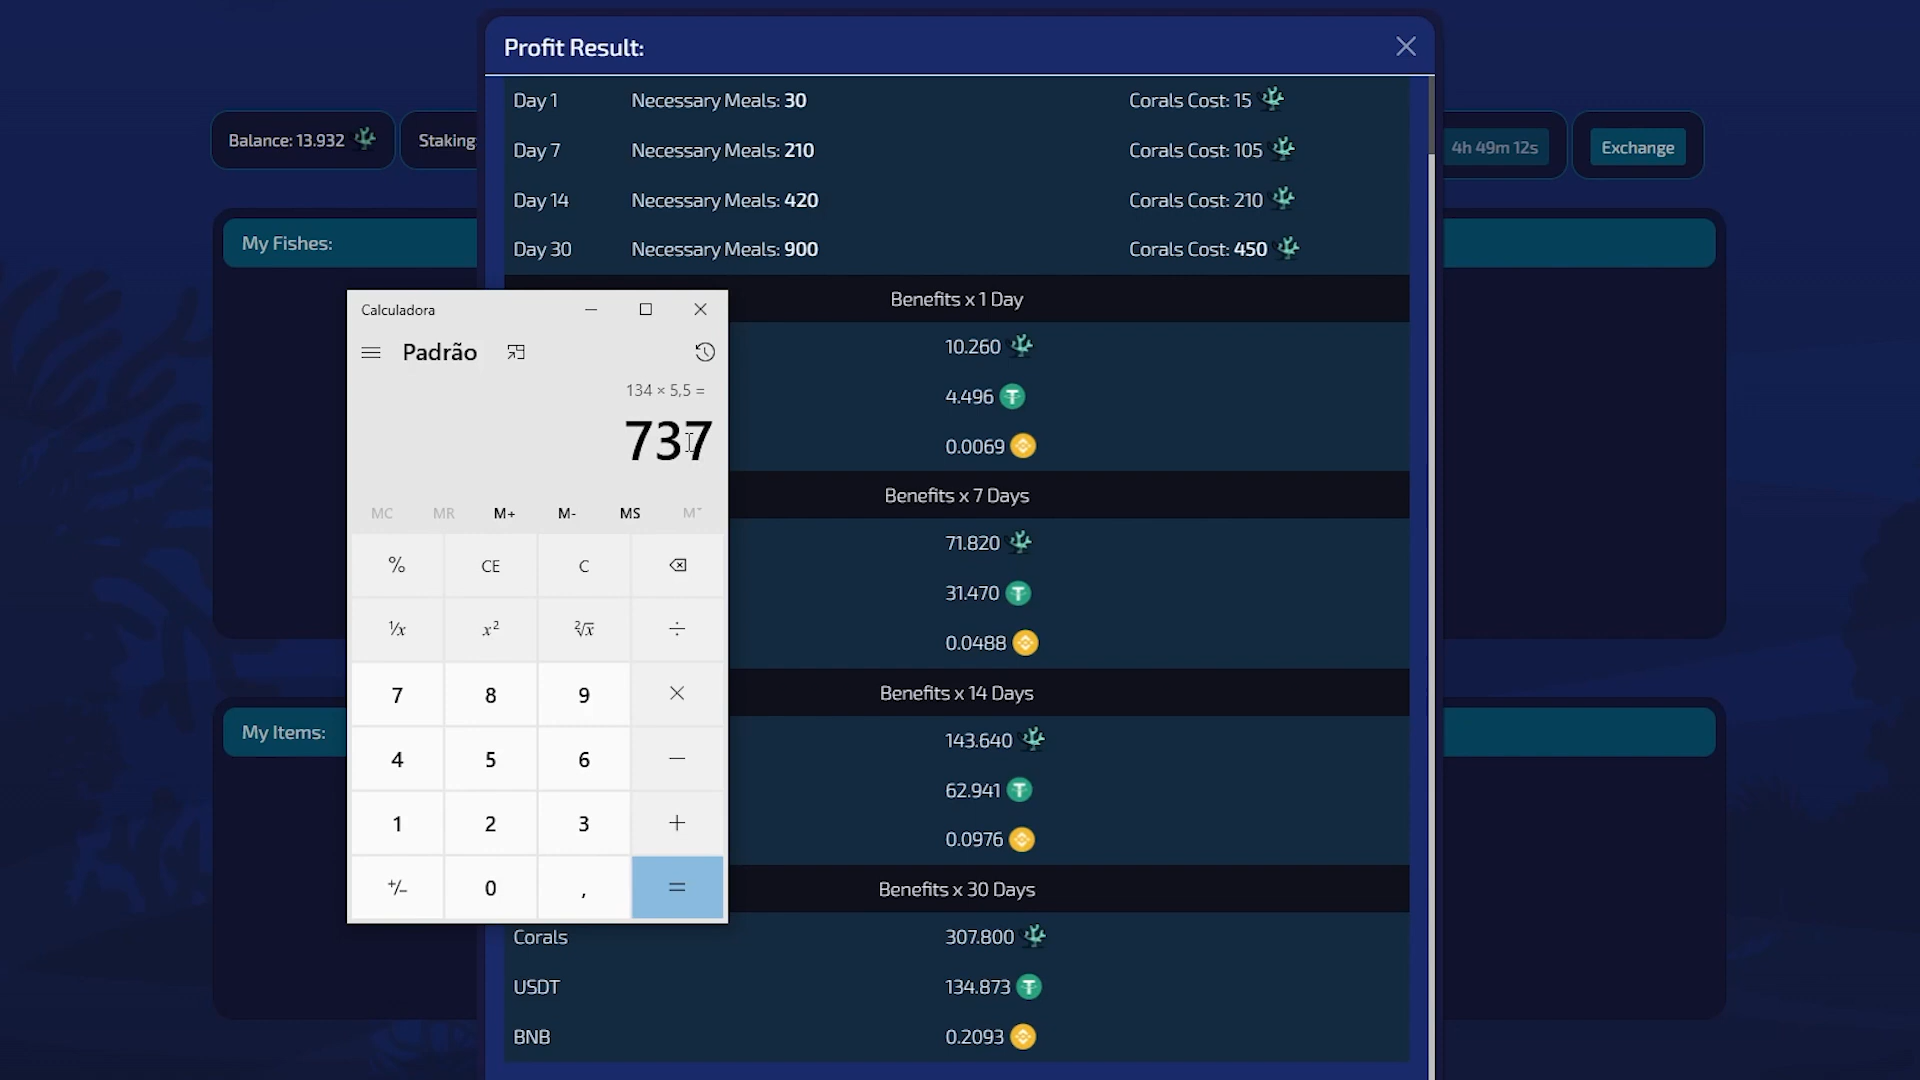 Profit Result:
Day 1 Necessary Meals: 30 Corals Cost: 15
Balance: 13.932 Staking 4h 49m 12s Exchange
Day 7 Necessary Meals: 210 Corals Cost: 105
Day 14 Necessary Meals: 420 Corals Cost: 210
My Fishes: Day 30 Necessary Meals: 900 Corals Cost: 450
Benefits x 1 Day
10.260
4.496
0.0069
Benefits x 7 Days
71.820
31.470
0.0488
Benefits x 14 Days
143.640
62.941
0.0976
Benefits x 30 Days
Corals 307.800
USDT 134.873
BNB 0.2093
My Items:
Calculadora
Padrão
134 × 5,5 =
737
MC MR M+ M- MS M˅
% CE C
¹/x x² ²√x ÷
7 8 9 ×
4 5 6 −
1 2 3 +
+/− 0 , =